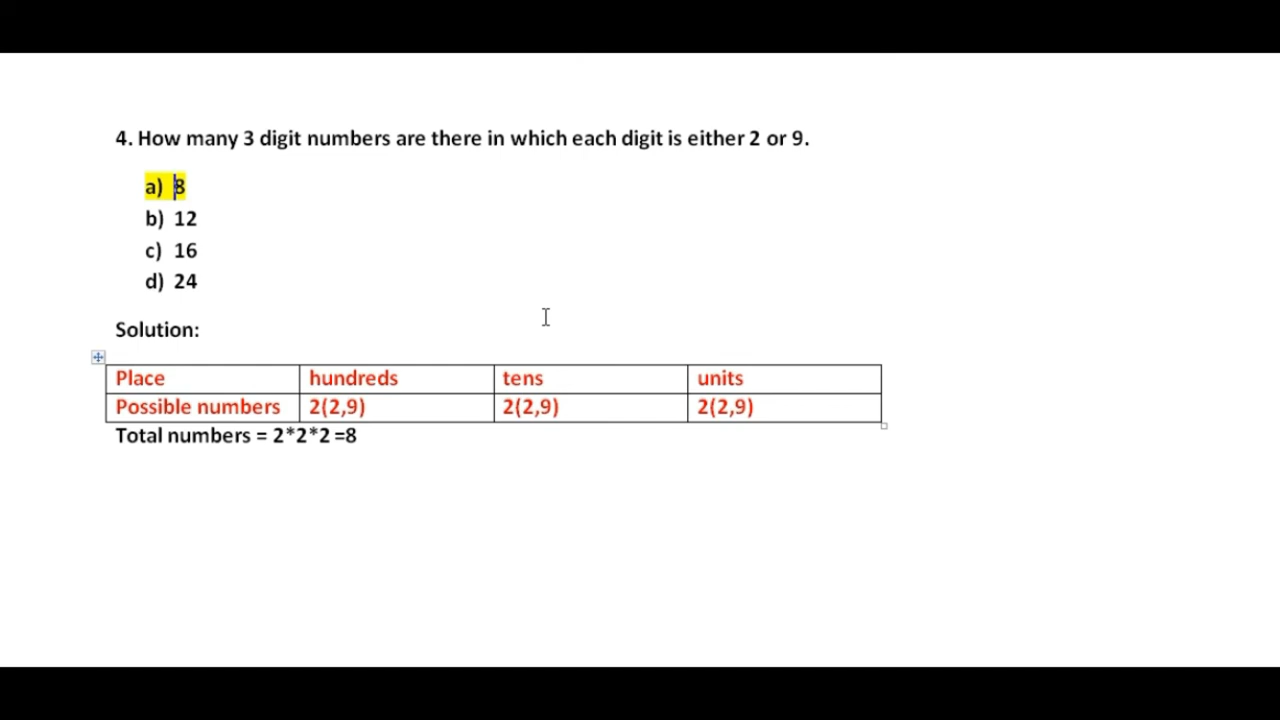 4. How many 3 digit numbers are there in which each digit is either 2 or 9.
a) 8
b) 12
c) 16
d) 24
Solution:
Place hundreds tens units
Possible numbers 2(2,9) 2(2,9) 2(2,9)
Total numbers = 2*2*2 =8